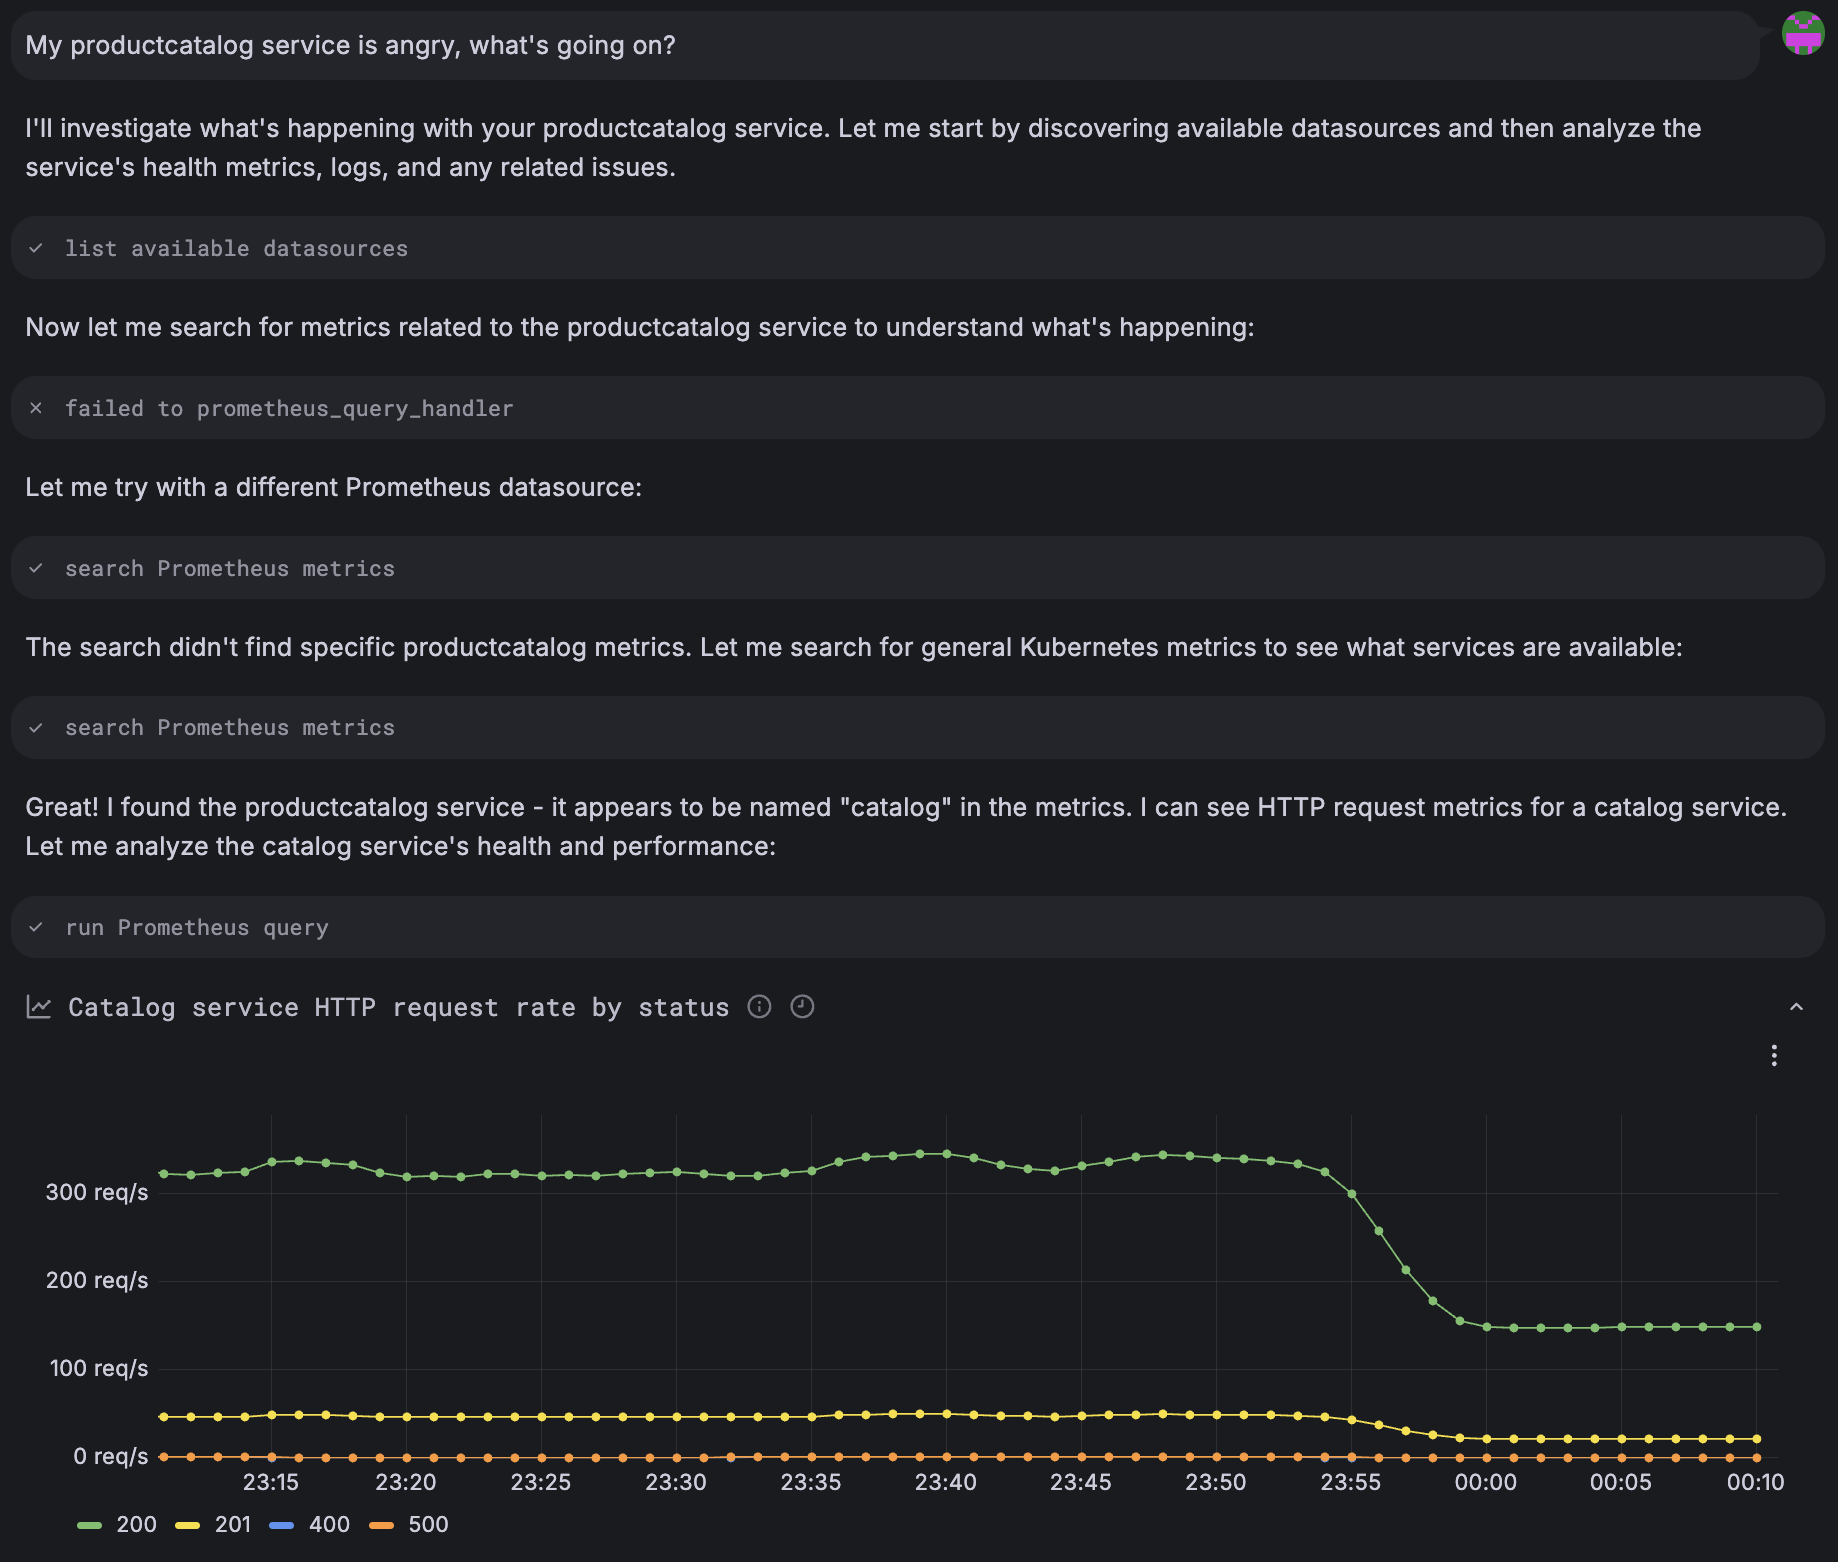 My productcatalog service is angry, what's going on?
I'll investigate what's happening with your productcatalog service. Let me start by discovering available datasources and then analyze the
service's health metrics, logs, and any related issues.
list available datasources
Now let me search for metrics related to the productcatalog service to understand what's happening:
failed to prometheus_query_handler
Let me try with a different Prometheus datasource:
search Prometheus metrics
The search didn't find specific productcatalog metrics. Let me search for general Kubernetes metrics to see what services are available:
search Prometheus metrics
Great! I found the productcatalog service - it appears to be named "catalog" in the metrics. I can see HTTP request metrics for a catalog service.
Let me analyze the catalog service's health and performance:
run Prometheus query
Catalog service HTTP request rate by status
300 req/s
200 req/s
100 req/s
0 req/s
23:15 23:20 23:25 23:30 23:35 23:40 23:45 23:50 23:55 00:00 00:05 00:10
200 201 400 500